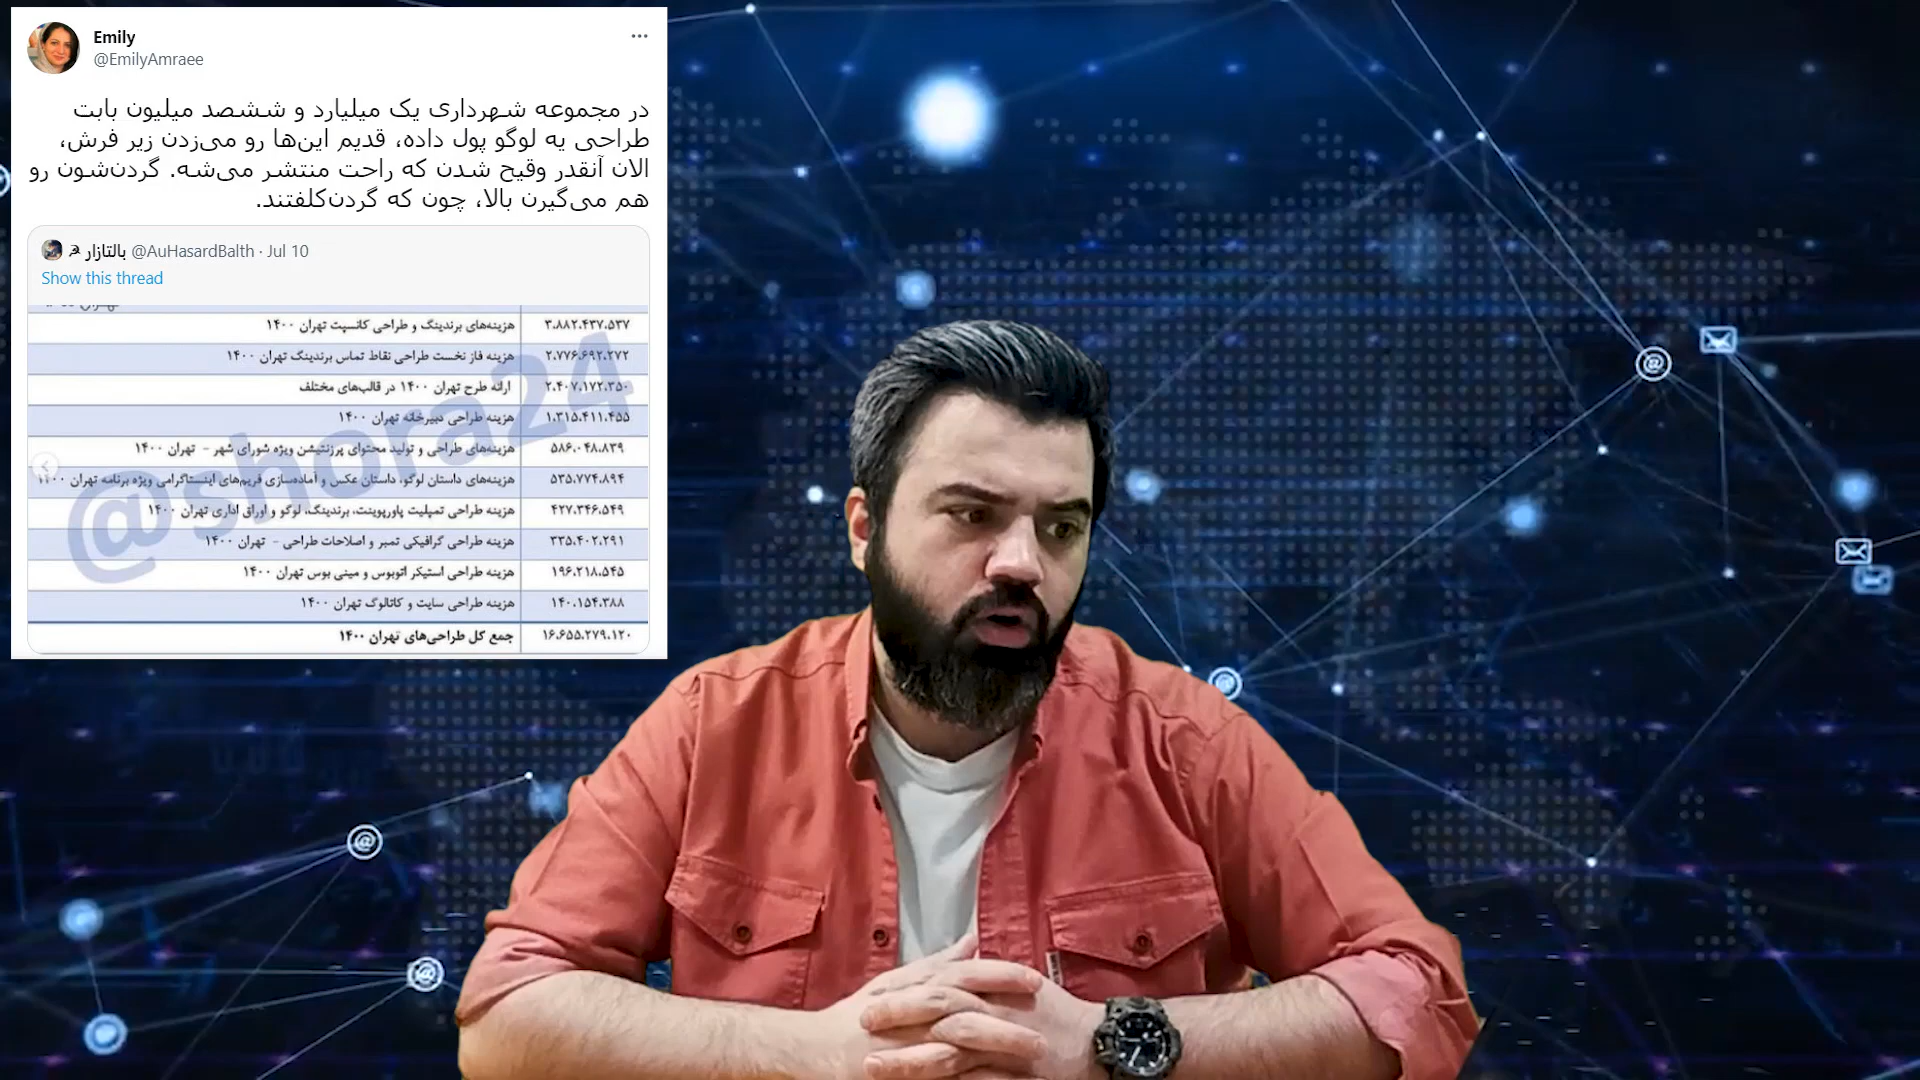 Emily
@EmilyAmraee
در مجموعه شهرداری یک میلیارد و ششصد میلیون بابت
طراحی یه لوگو پول داده، قدیم این‌ها رو می‌زدن زیر فرش،
الان آنقدر وقیح شدن که راحت منتشر می‌شه. گردن‌شون رو
هم می‌گیرن بالا، چون که گردن‌کلفتند.
بالتازار ☭ @AuHasardBalth · Jul 10
Show this thread
هزینه‌های برندینگ و طراحی کانسپت تهران ۱۴۰۰ ۳.۸۸۲.۴۳۷.۵۳۷
هزینه فاز نخست طراحی نقاط تماس برندینگ تهران ۱۴۰۰ ۲.۷۷۶.۶۹۲.۲۷۲
ارائه طرح تهران ۱۴۰۰ در قالب‌های مختلف ۲.۴۰۷.۱۷۲.۳۵۰
هزینه طراحی دبیرخانه تهران ۱۴۰۰ ۱.۳۱۵.۴۱۱.۴۵۵
هزینه‌های طراحی و تولید محتوای پرزنتیشن ویژه شورای شهر - تهران ۱۴۰۰ ۵۸۶.۰۴۸.۸۳۹
هزینه‌های داستان لوگو، داستان عکس و آماده‌سازی فریم‌های اینستاگرامی ویژه برنامه تهران ۱۴۰۰ ۵۳۵.۷۷۴.۸۹۴
هزینه طراحی تمپلیت پاورپوینت، برندینگ، لوگو و اوراق اداری تهران ۱۴۰۰ ۴۲۷.۳۴۶.۵۴۹
هزینه طراحی گرافیکی تمبر و اصلاحات طراحی - تهران ۱۴۰۰ ۳۳۵.۴۰۲.۲۹۱
هزینه طراحی استیکر اتوبوس و مینی بوس تهران ۱۴۰۰ ۱۹۶.۲۱۸.۵۴۵
هزینه طراحی سایت و کاتالوگ تهران ۱۴۰۰ ۱۴۰.۱۵۴.۳۸۸
جمع کل طراحی‌های تهران ۱۴۰۰ ۱۶.۶۵۵.۲۷۹.۱۲۰
@shora24